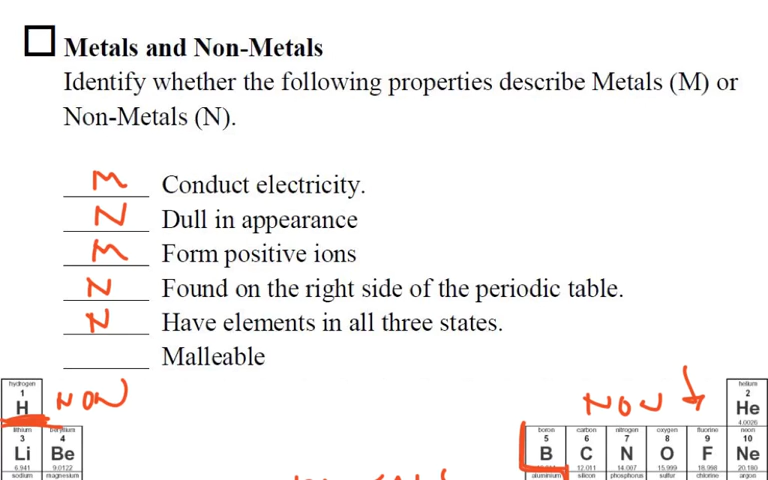 Metals and Non-Metals
Identify whether the following properties describe Metals (M) or
Non-Metals (N).
M Conduct electricity.
N Dull in appearance
M Form positive ions
N Found on the right side of the periodic table.
N Have elements in all three states.
Malleable
hydrogen helium
1 NON NON 2
H He
4.0026
lithium beryllium boron carbon nitrogen oxygen fluorine neon
3 4 5 6 7 8 9 10
Li Be B C N O F Ne
6.941 9.0122 12.011 14.007 15.999 18.998 20.180
sodium magnesium aluminium silicon phosphorus sulfur chlorine argon